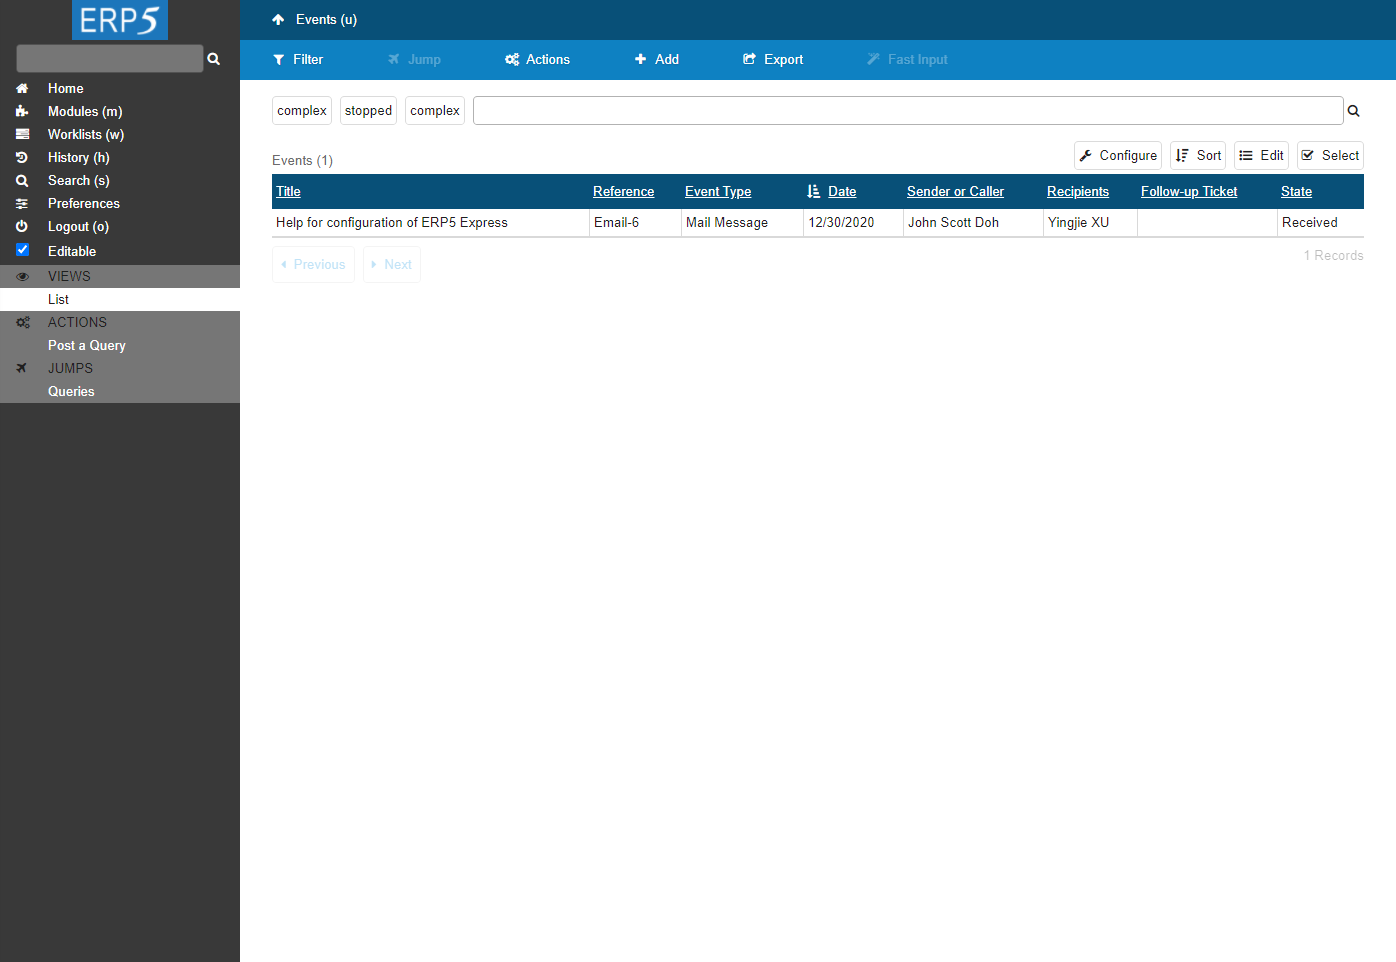 ERP5
Home
Modules (m)
Worklists (w)
History (h)
Search (s)
Preferences
Logout (o)
Editable
VIEWS
List
ACTIONS
Post a Query
JUMPS
Queries
Events (u)
Filter Jump Actions Add Export Fast Input
complex stopped complex
Events (1) Configure Sort Edit Select
Title Reference Event Type Date Sender or Caller Recipients Follow-up Ticket State
Help for configuration of ERP5 Express Email-6 Mail Message 12/30/2020 John Scott Doh Yingjie XU Received
Previous Next 1 Records